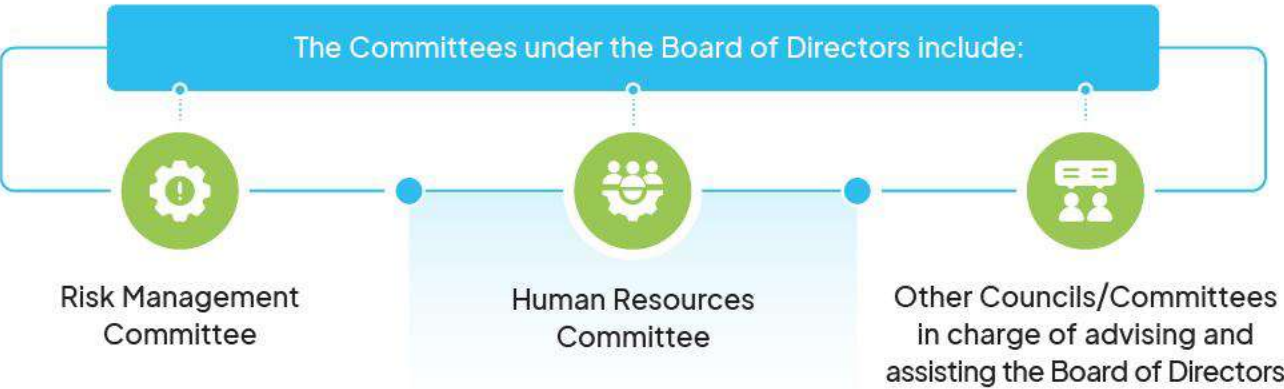 The Committees under the Board of Directors include:
Risk Management
Committee
Human Resources
Committee
Other Councils/Committees
in charge of advising and
assisting the Board of Directors